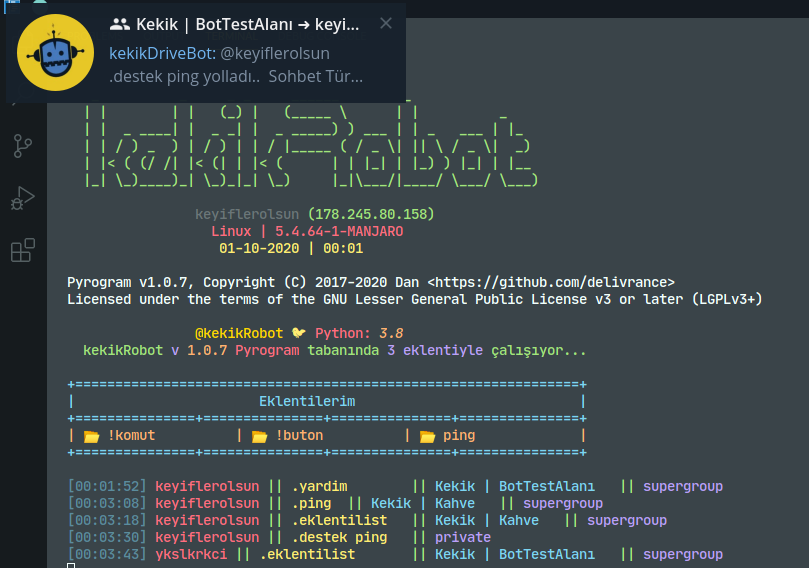 Kekik | BotTestAlanı ➜ keyi...
kekikDriveBot: @keyiflerolsun
.destek ping yolladı.. Sohbet Tür...
kekikRobot
keyiflerolsun (178.245.80.158)
Linux | 5.4.64-1-MANJARO
01-10-2020 | 00:01
Pyrogram v1.0.7, Copyright (C) 2017-2020 Dan <https://github.com/delivrance>
Licensed under the terms of the GNU Lesser General Public License v3 or later (LGPLv3+)
@kekikRobot 🐤 Python: 3.8
kekikRobot v 1.0.7 Pyrogram tabanında 3 eklentiyle çalışıyor...
+===============================================================+
| Eklentilerim |
+===============+===============+===============+===============+
| 📂 !komut | 📂 !buton | 📂 ping |
+===============+===============+===============+===============+
[00:01:52] keyiflerolsun || .yardim || Kekik | BotTestAlanı || supergroup
[00:03:08] keyiflerolsun || .ping || Kekik | Kahve || supergroup
[00:03:18] keyiflerolsun || .eklentilist || Kekik | Kahve || supergroup
[00:03:30] keyiflerolsun || .destek ping || private
[00:03:43] ykslkrkci || .eklentilist || Kekik | BotTestAlanı || supergroup